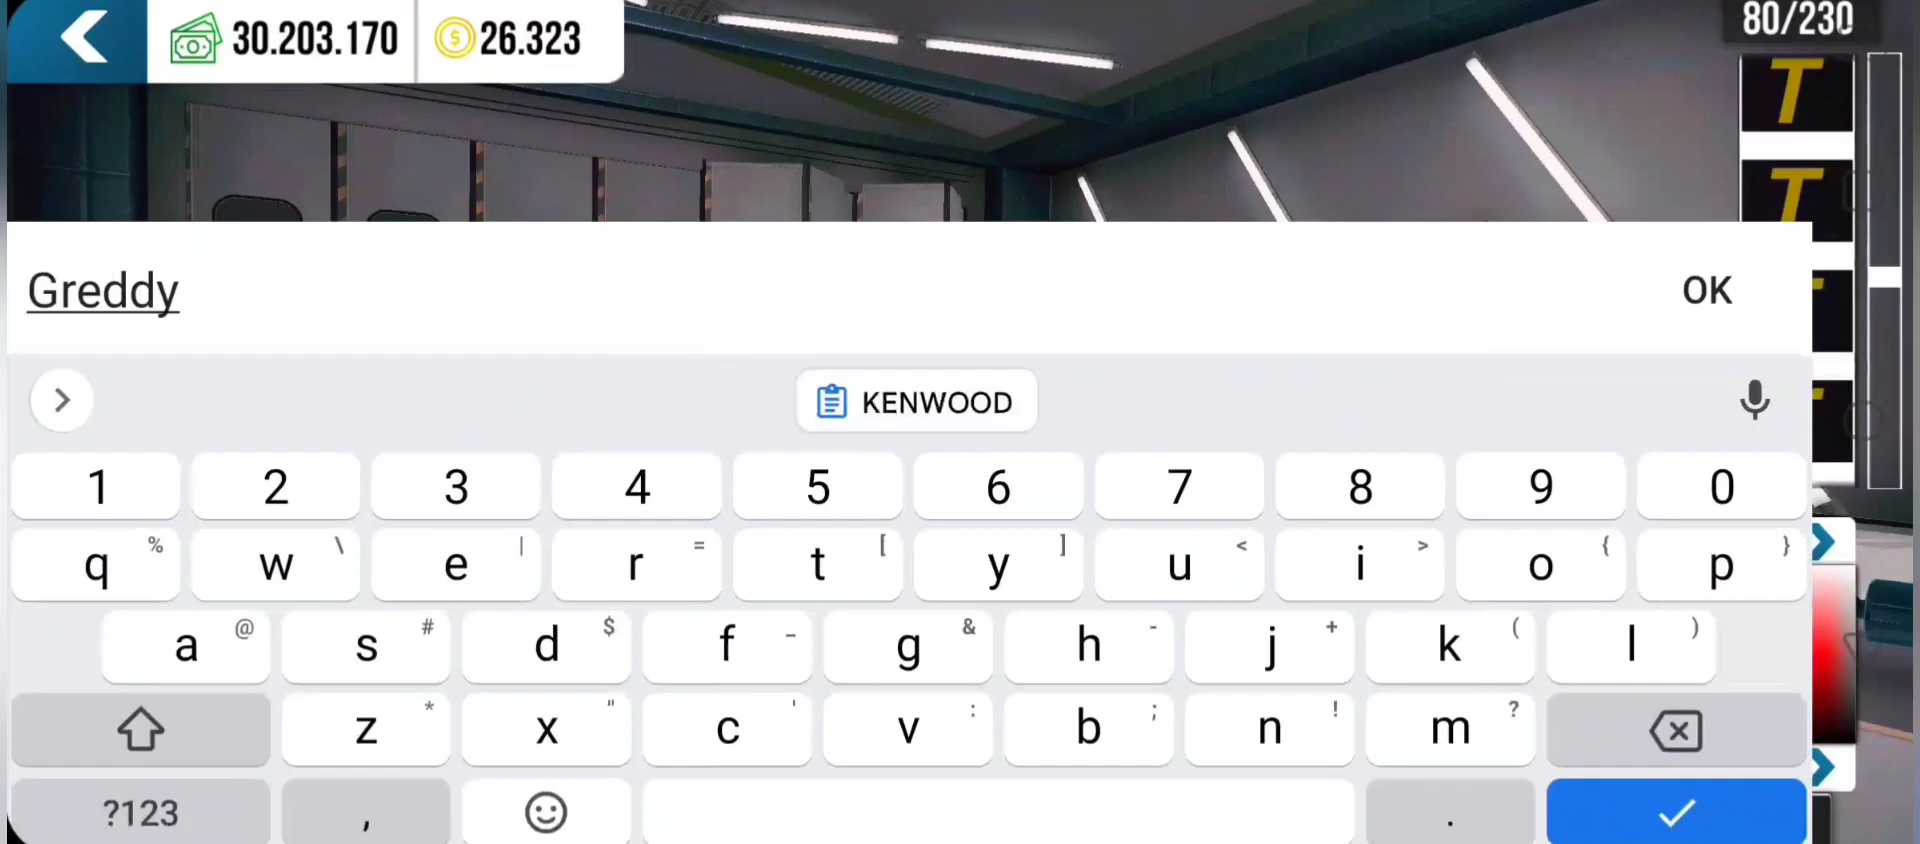 30.203.170
26.323
80/230
T
T
Greddy
OK
KENWOOD
1 2 3 4 5 6 7 8 9 0
q % w \ e | r = t [ y ] u < i > o { p }
a @ s # d $ f _ g & h - j + k ( l )
z * x " c ' v : b ; n ! m ?
?123 , .